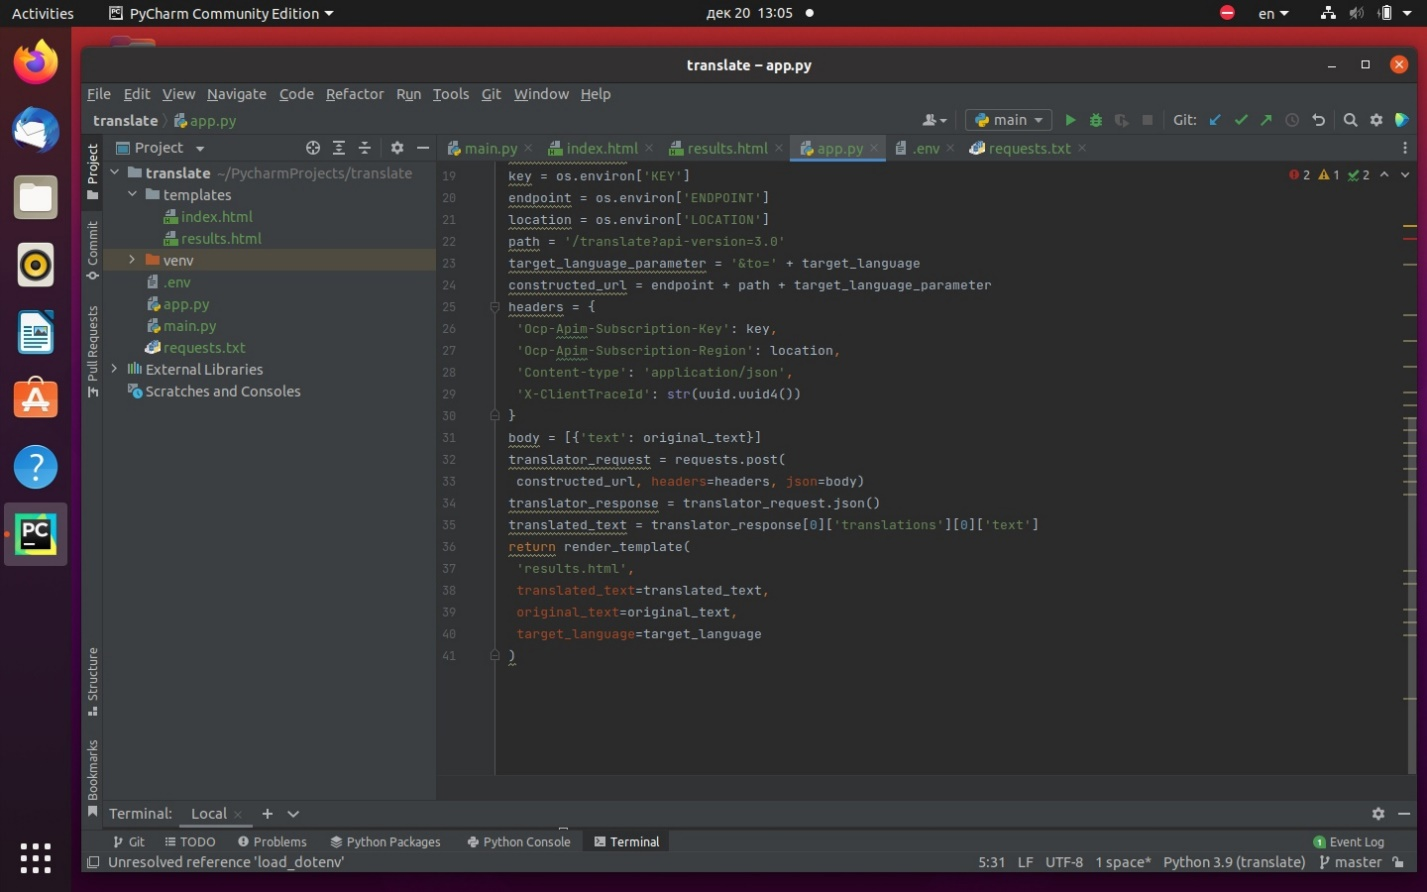 Activities PyCharm Community Edition дек 20 13:05 en
translate – app.py
File Edit View Navigate Code Refactor Run Tools Git Window Help
translate app.py main Git:
Project main.py index.html results.html app.py .env requests.txt
Project
Commit
Pull Requests
Structure
Bookmarks
translate ~/PycharmProjects/translate
templates
index.html
results.html
venv
.env
app.py
main.py
requests.txt
External Libraries
Scratches and Consoles
2 1 2
19 key = os.environ['KEY']
20 endpoint = os.environ['ENDPOINT']
21 location = os.environ['LOCATION']
22 path = '/translate?api-version=3.0'
23 target_language_parameter = '&to=' + target_language
24 constructed_url = endpoint + path + target_language_parameter
25 headers = {
26 'Ocp-Apim-Subscription-Key': key,
27 'Ocp-Apim-Subscription-Region': location,
28 'Content-type': 'application/json',
29 'X-ClientTraceId': str(uuid.uuid4())
30 }
31 body = [{'text': original_text}]
32 translator_request = requests.post(
33 constructed_url, headers=headers, json=body)
34 translator_response = translator_request.json()
35 translated_text = translator_response[0]['translations'][0]['text']
36 return render_template(
37 'results.html',
38 translated_text=translated_text,
39 original_text=original_text,
40 target_language=target_language
41 )
Terminal: Local
Git TODO Problems Python Packages Python Console Terminal 1 Event Log
Unresolved reference 'load_dotenv' 5:31 LF UTF-8 1 space* Python 3.9 (translate) master
PC